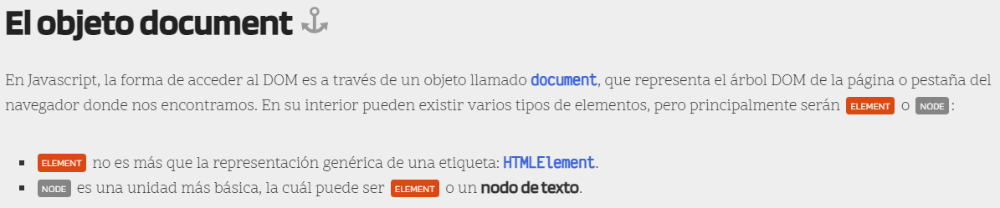 El objeto document
En Javascript, la forma de acceder al DOM es a través de un objeto llamado document, que representa el árbol DOM de la página o pestaña del
navegador donde nos encontramos. En su interior pueden existir varios tipos de elementos, pero principalmente serán ELEMENT o NODE :
ELEMENT no es más que la representación genérica de una etiqueta: HTMLElement.
NODE es una unidad más básica, la cuál puede ser ELEMENT o un nodo de texto.